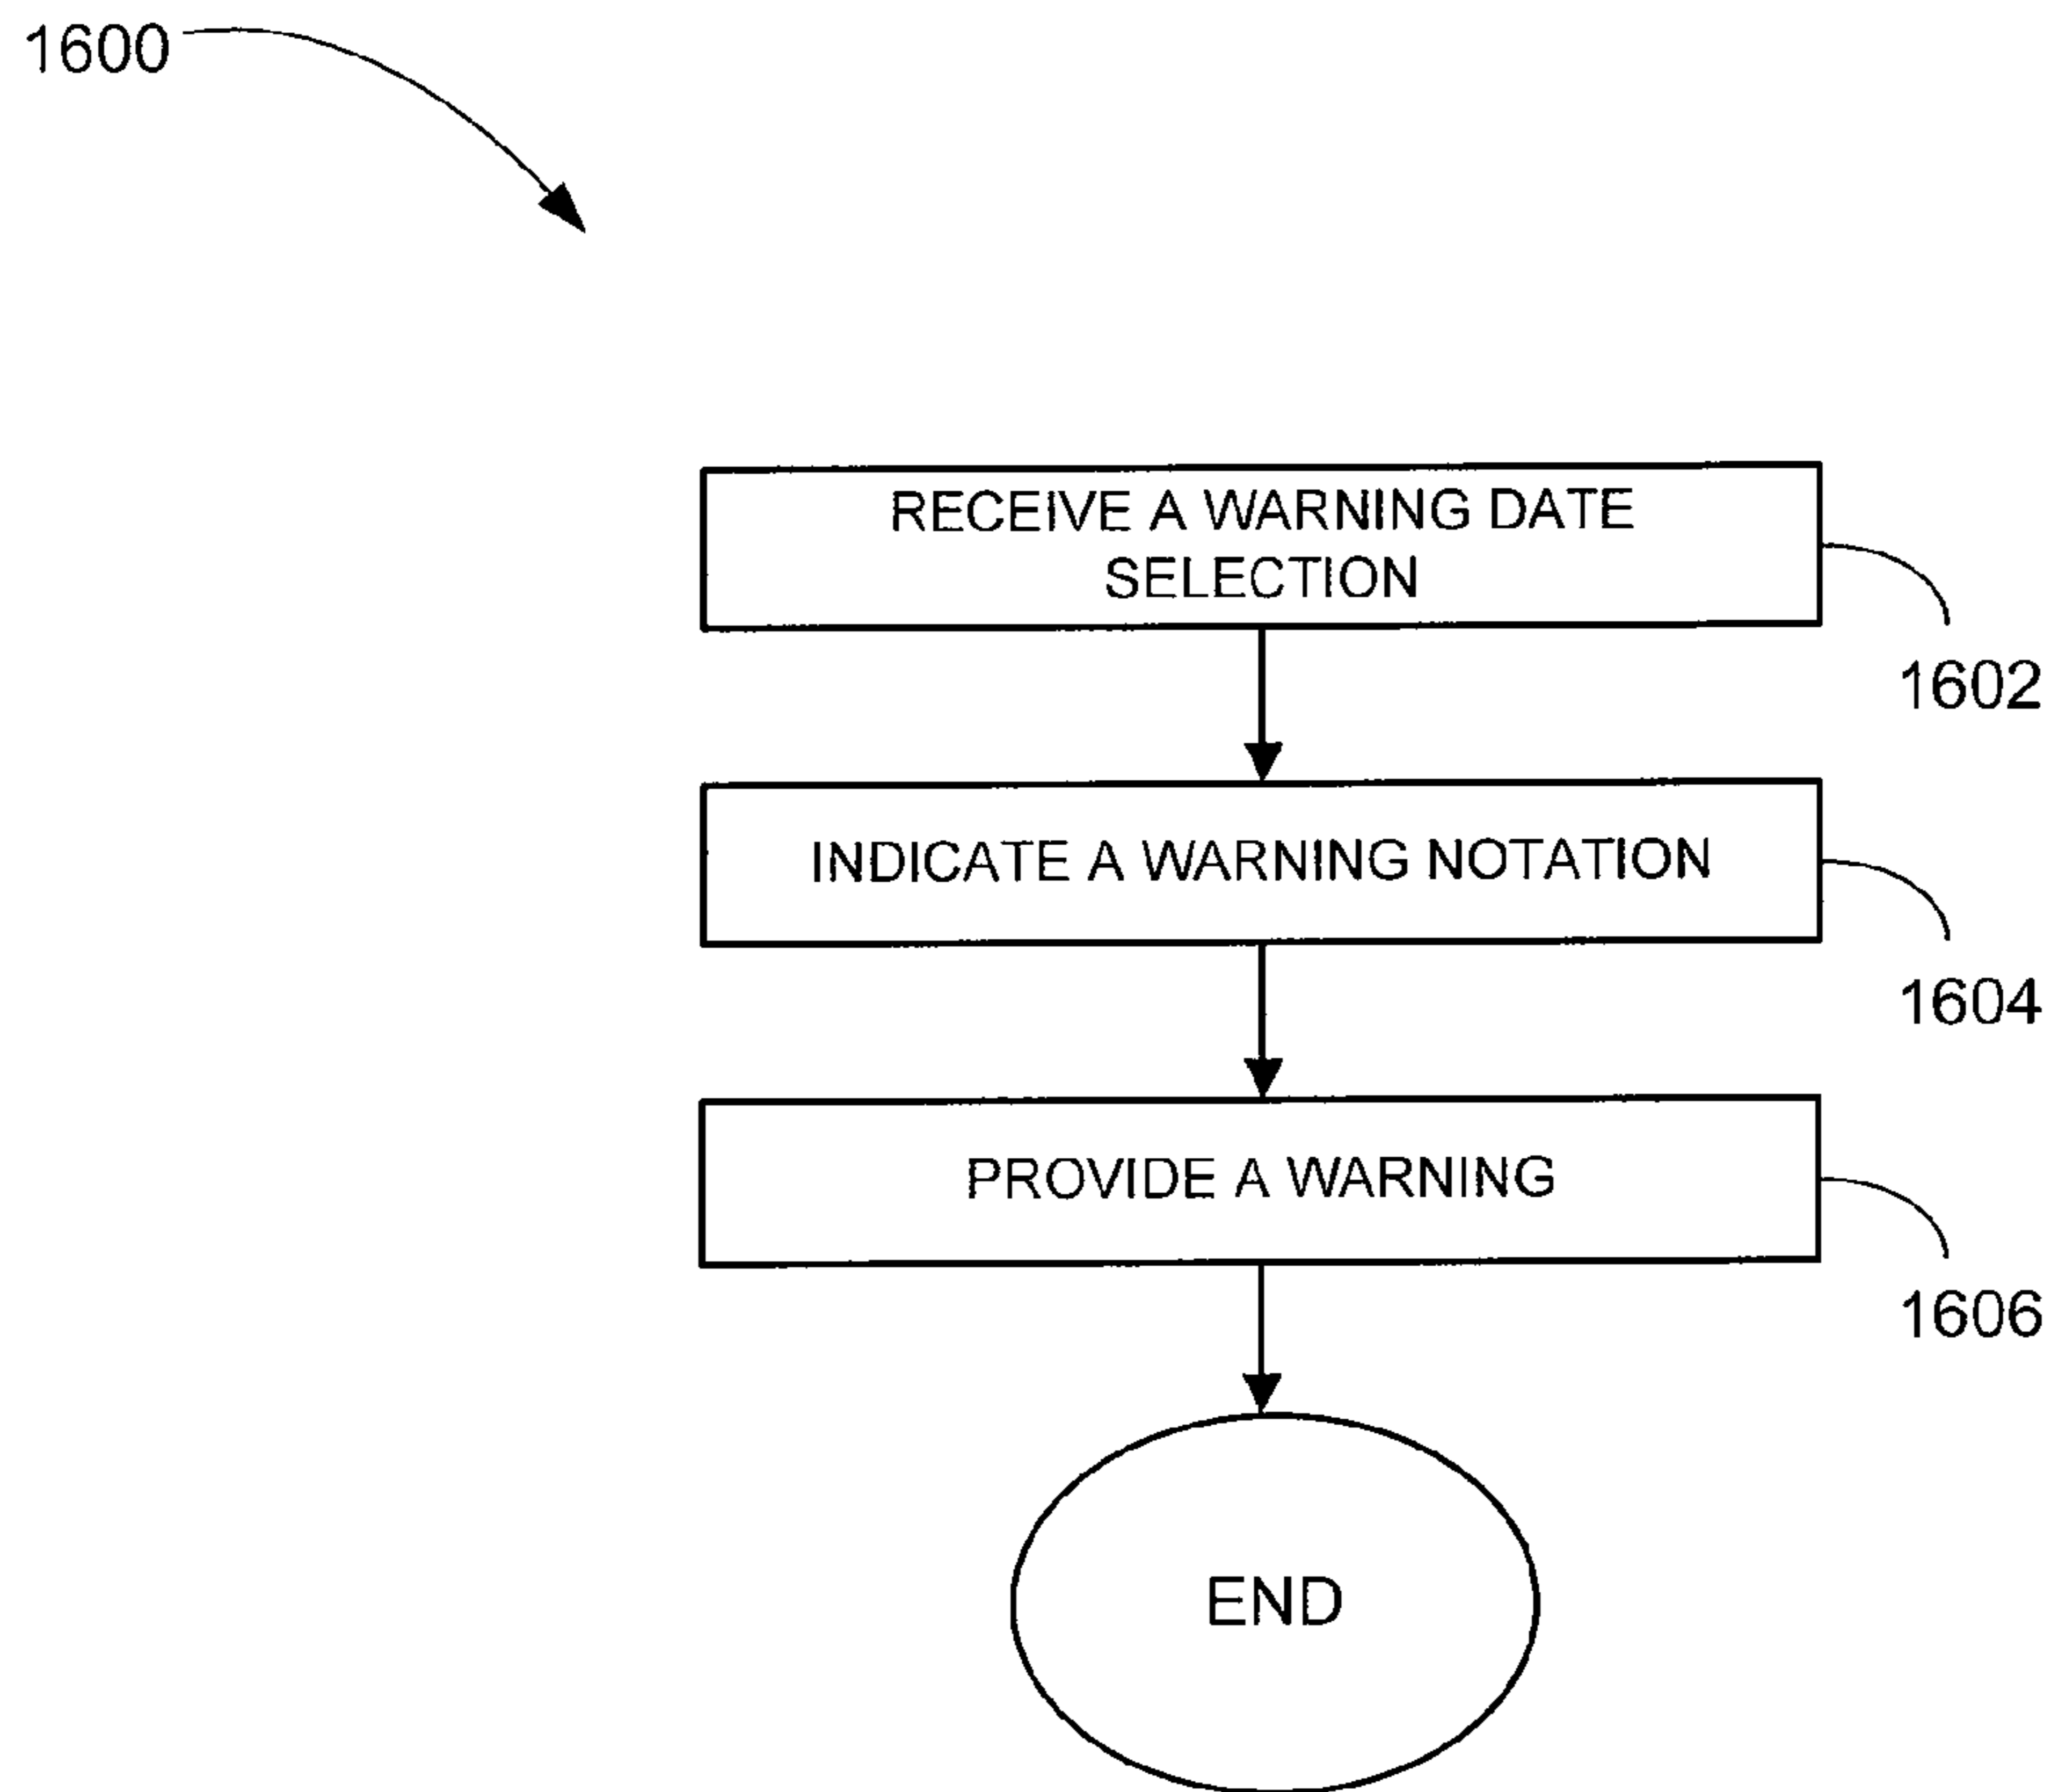 1600
RECEIVE A WARNING DATE
SELECTION
1602
INDICATE A WARNING NOTATION
1604
PROVIDE A WARNING
1606
END